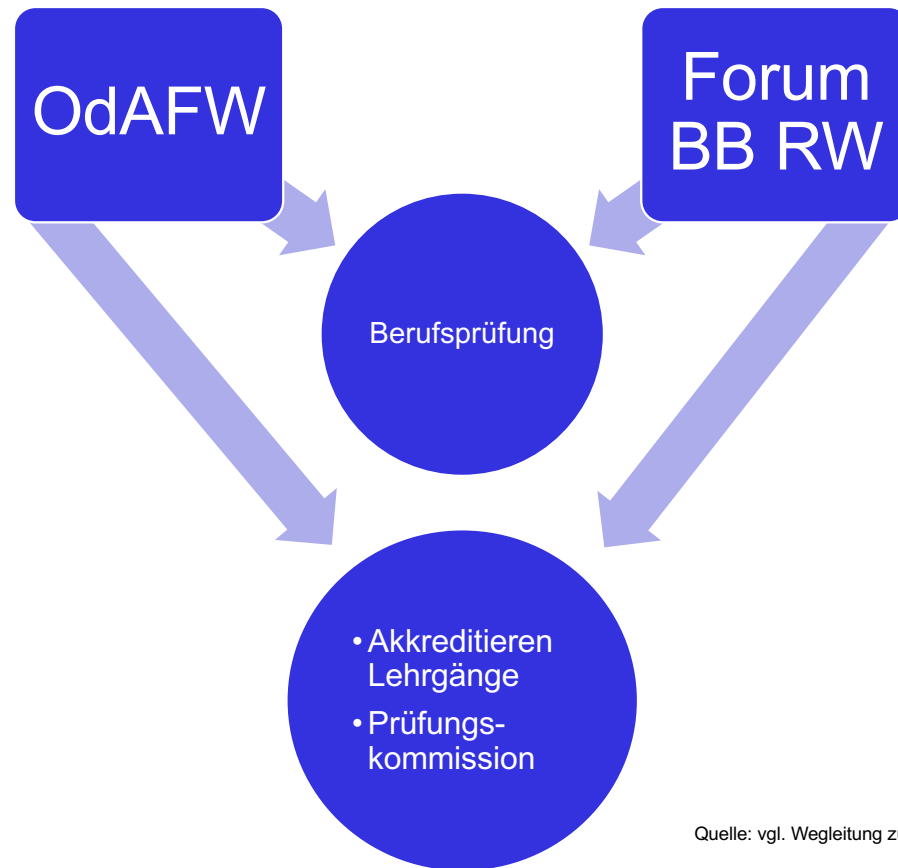 OdAFW
Forum
BB RW
Berufsprüfung
• Akkreditieren
Lehrgänge
• Prüfungs-
kommission
Quelle: vgl. Wegleitung